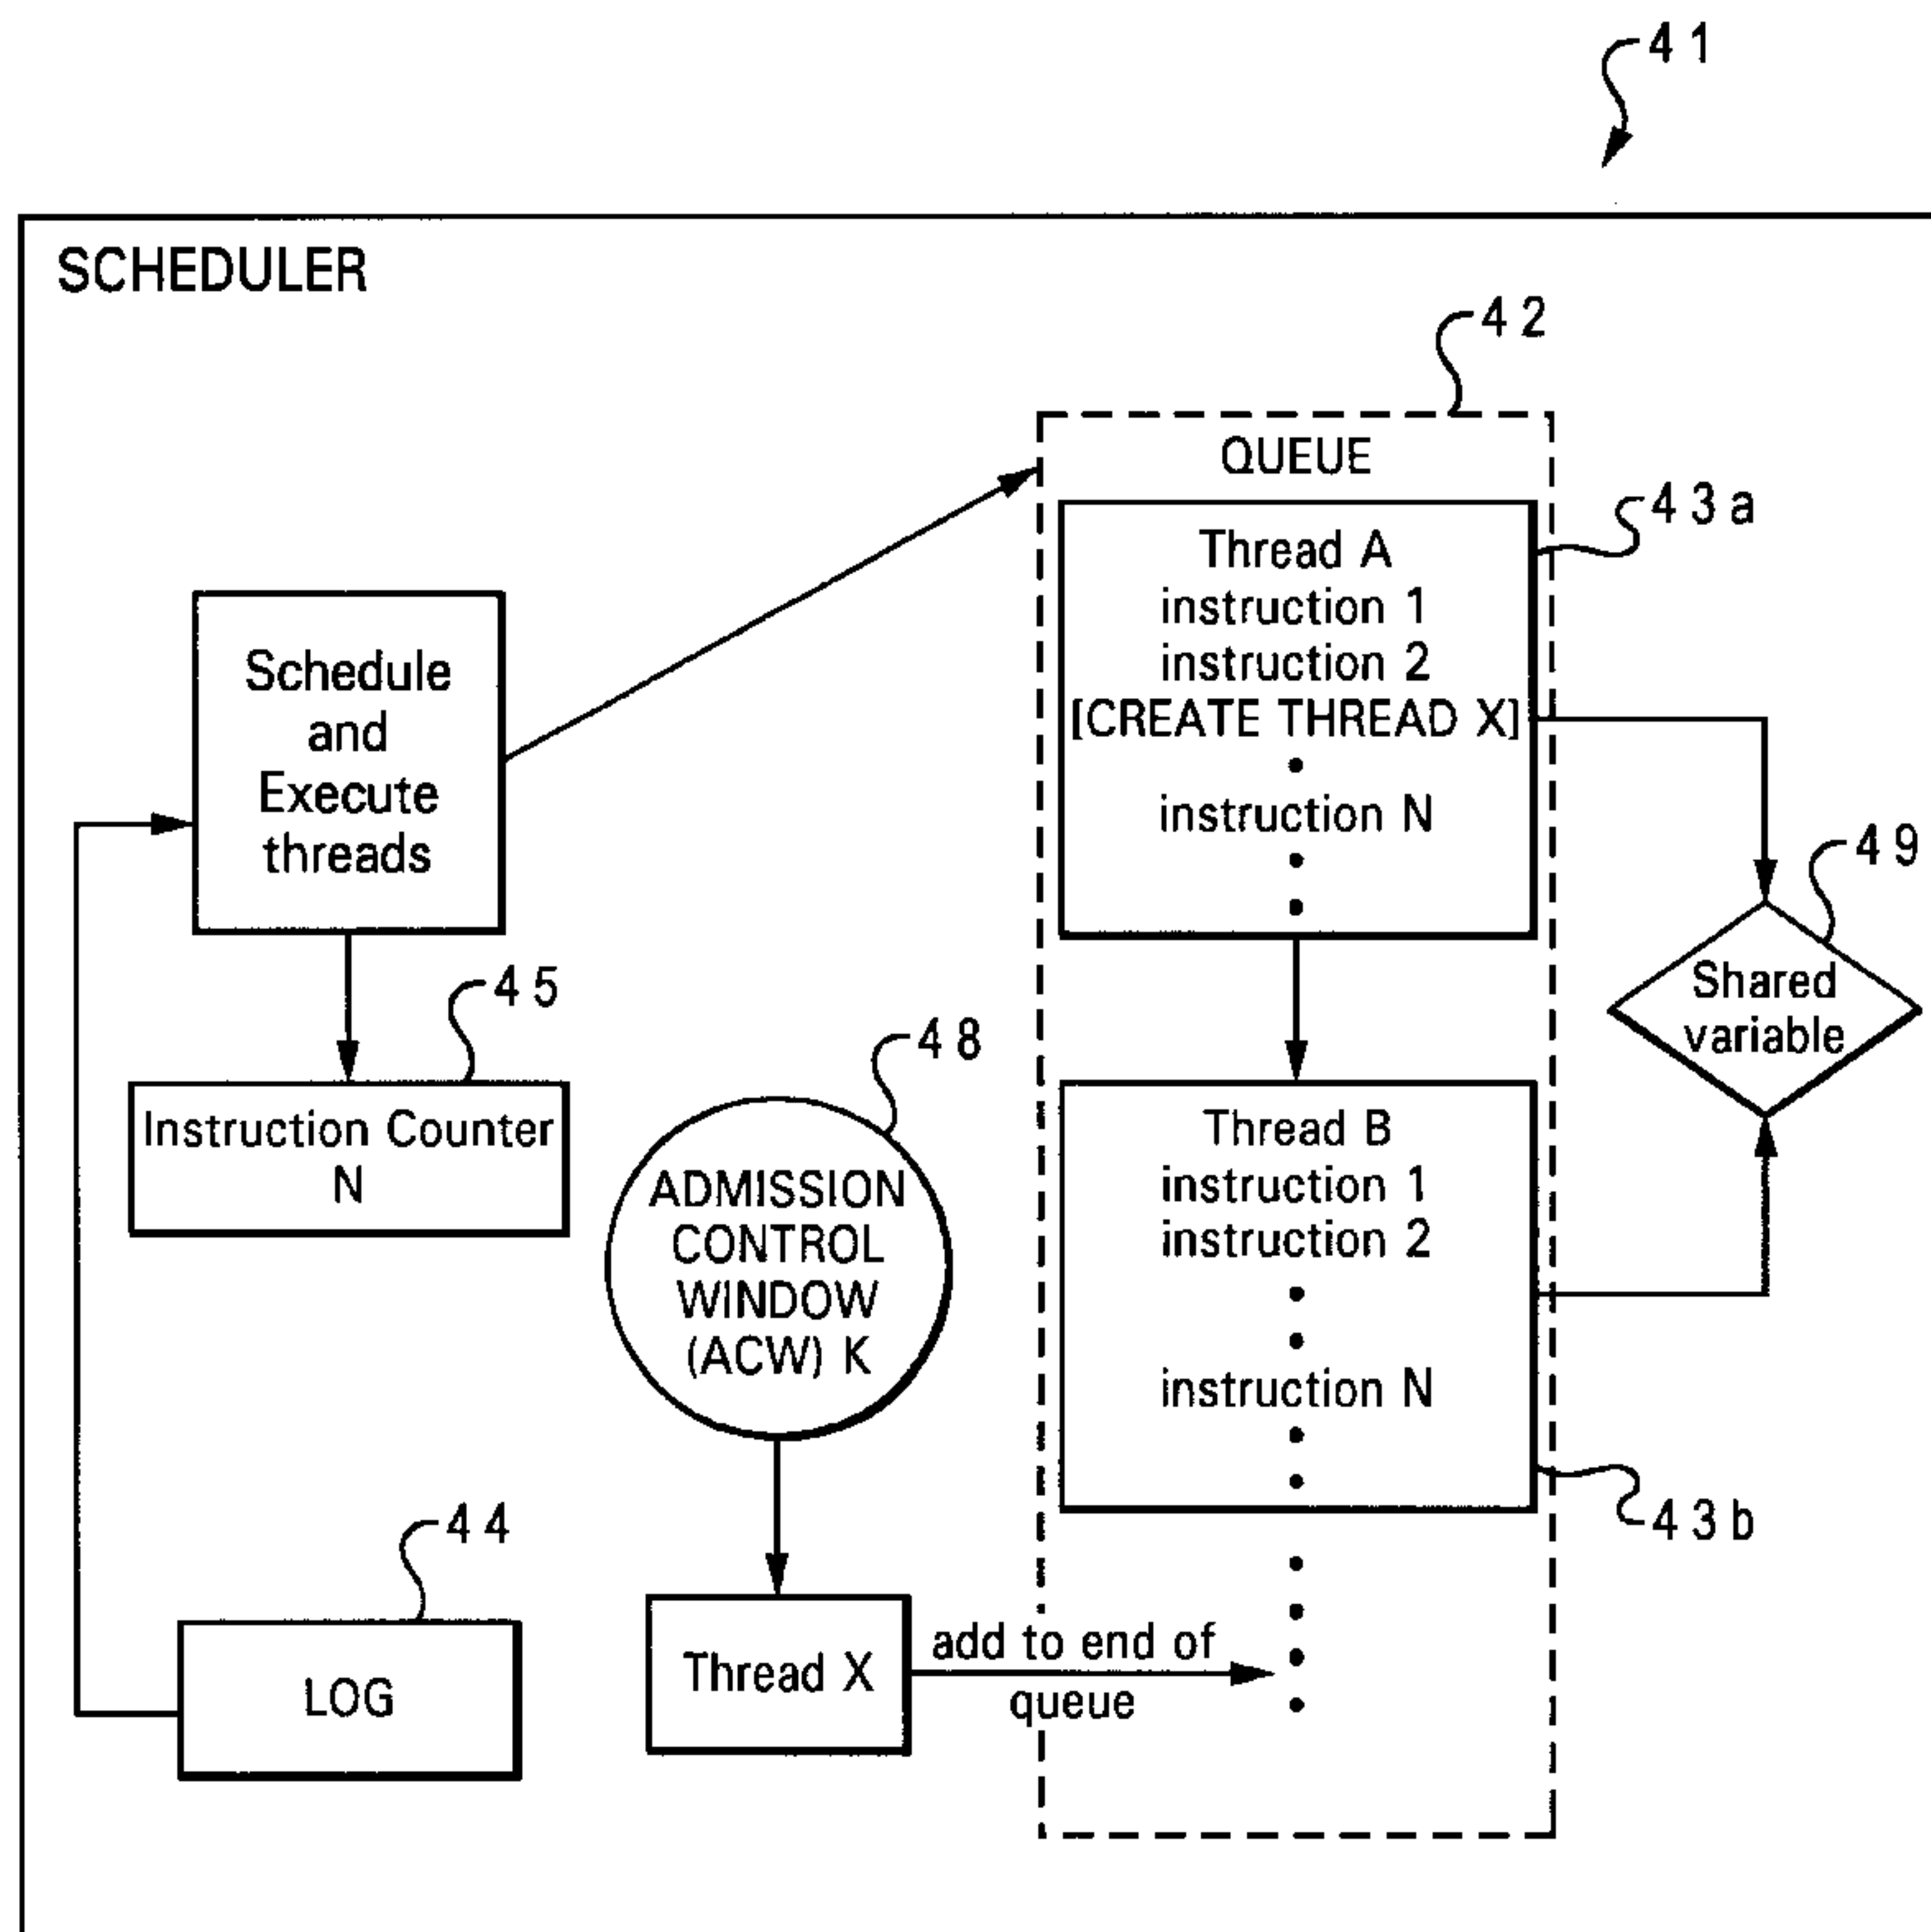 41
SCHEDULER
42
QUEUE
43a
Thread A
instruction 1
instruction 2
[CREATE THREAD X]
instruction N
Schedule
and
Execute
threads
49
Shared
variable
45
Instruction Counter
N
48
ADMISSION
CONTROL
WINDOW
(ACW) K
Thread B
instruction 1
instruction 2
instruction N
43b
44
LOG
Thread X
add to end of
queue